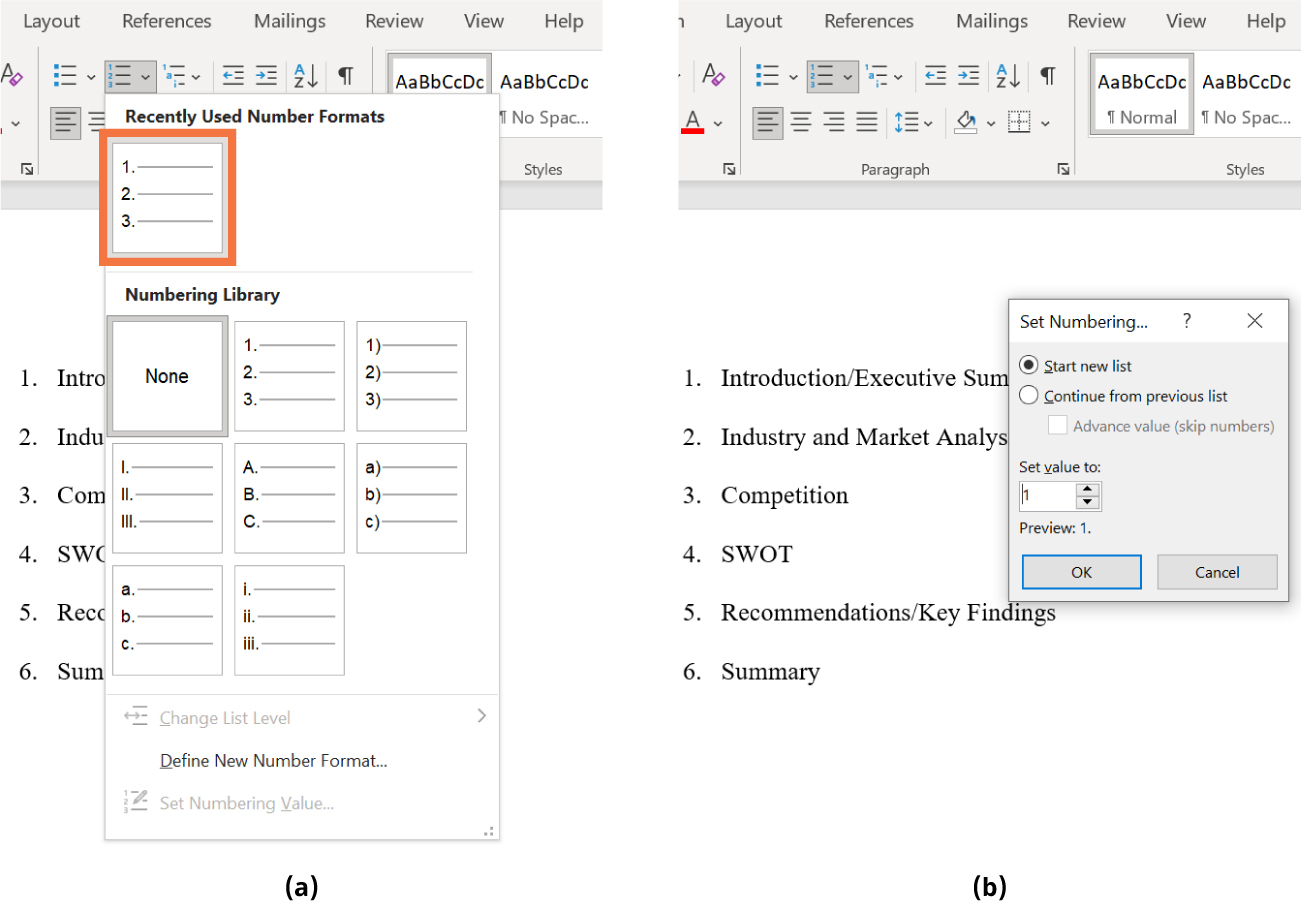 Layout References Mailings Review View Help
AaBbCcDc AaBbCcDc
¶ No Spac...
Styles
Recently Used Number Formats
1.
2.
3.
Numbering Library
None
1.
2.
3.
1)
2)
3)
I.
II.
III.
A.
B.
C.
a)
b)
c)
a.
b.
c.
i.
ii.
iii.
Change List Level
Define New Number Format...
Set Numbering Value...
1. Intro
2. Indu
3. Com
4. SWO
5. Reco
6. Sum
(a)
Layout References Mailings Review View Help
AaBbCcDc AaBbCcDc
¶ Normal ¶ No Spac...
Paragraph Styles
1. Introduction/Executive Sum
2. Industry and Market Analys
3. Competition
4. SWOT
5. Recommendations/Key Findings
6. Summary
Set Numbering... ?
Start new list
Continue from previous list
Advance value (skip numbers)
Set value to:
1
Preview: 1.
OK Cancel
(b)